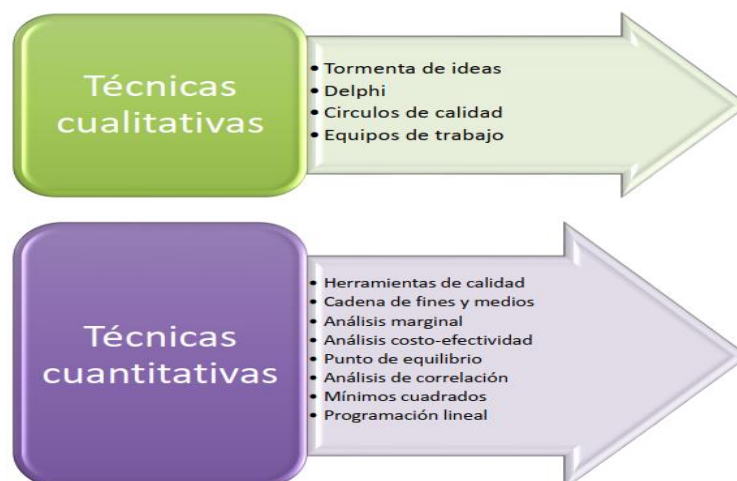 Técnicas
cualitativas
• Tormenta de ideas
• Delphi
• Circulos de calidad
• Equipos de trabajo
Técnicas
cuantitativas
• Herramientas de calidad
• Cadena de fines y medios
• Análisis marginal
• Análisis costo-efectividad
• Punto de equilibrio
• Análisis de correlación
• Mínimos cuadrados
• Programación lineal